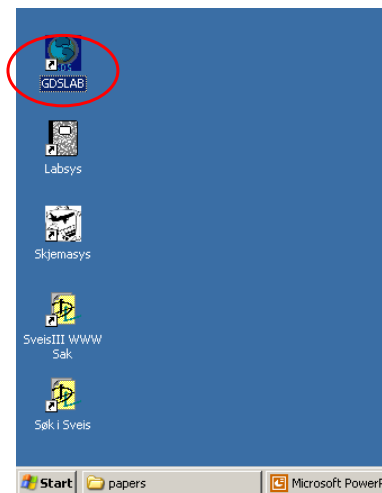 GDSLAB
Labsys
Skjemasys
SveisIII WWW
Sak
Søk i Sveis
Start papers Microsoft PowerP